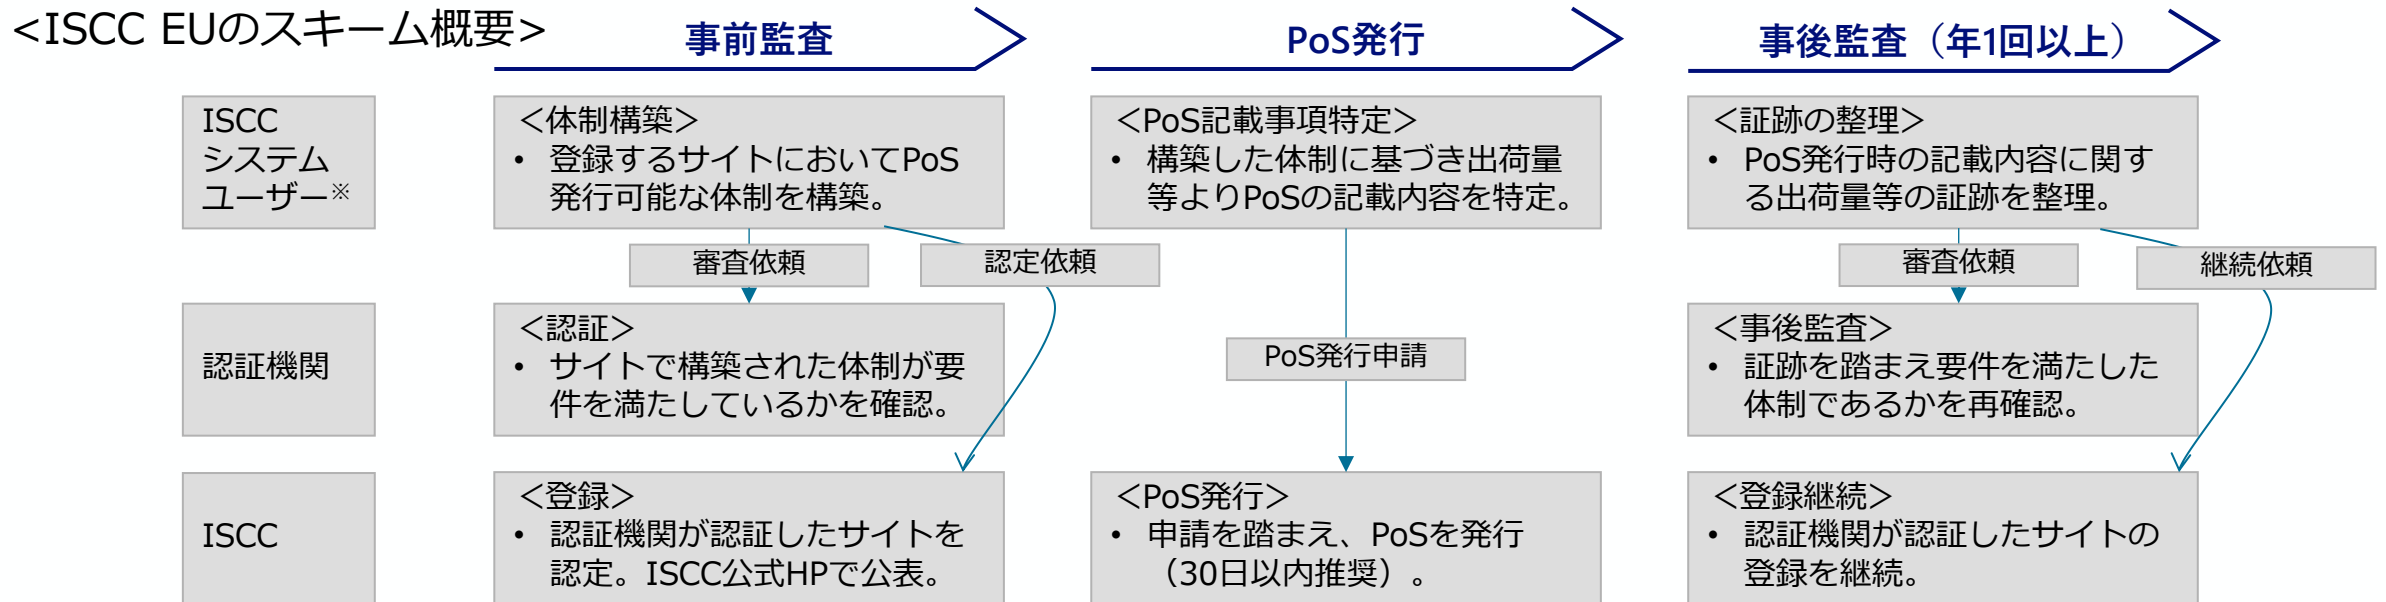 <ISCC EUのスキーム概要>
事前監査
PoS発行
事後監査（年1回以上）
ISCC
システム
ユーザー※
＜体制構築＞
• 登録するサイトにおいてPoS
発行可能な体制を構築。
＜PoS記載事項特定＞
• 構築した体制に基づき出荷量
等よりPoSの記載内容を特定。
＜証跡の整理＞
• PoS発行時の記載内容に関す
る出荷量等の証跡を整理。
審査依頼
認定依頼
審査依頼
継続依頼
認証機関
＜認証＞
• サイトで構築された体制が要
件を満たしているかを確認。
PoS発行申請
＜事後監査＞
• 証跡を踏まえ要件を満たした
体制であるかを再確認。
ISCC
＜登録＞
• 認証機関が認証したサイトを
認定。ISCC公式HPで公表。
＜PoS発行＞
• 申請を踏まえ、PoSを発行
（30日以内推奨）。
＜登録継続＞
• 認証機関が認証したサイトの
登録を継続。